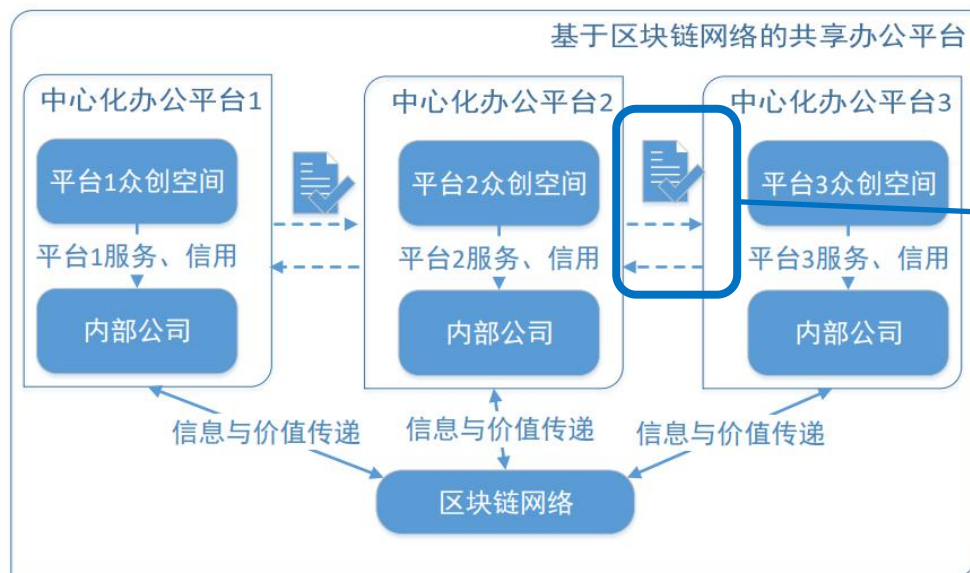 基于区块链网络的共享办公平台
中心化办公平台1
中心化办公平台2
中心化办公平台3
平台1众创空间
平台2众创空间
平台3众创空间
平台1服务、信用
平台2服务、信用
平台3服务、信用
内部公司
内部公司
内部公司
信息与价值传递
信息与价值传递
信息与价值传递
区块链网络